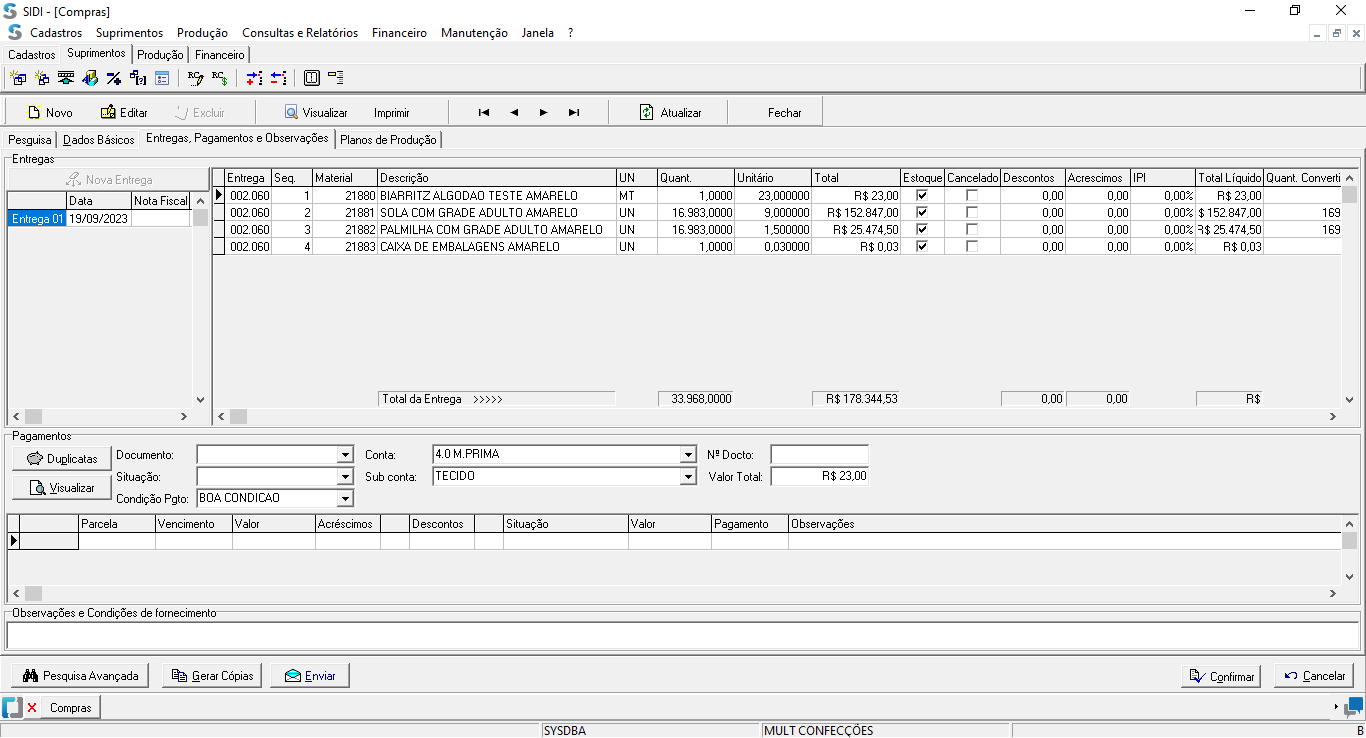 SIDI - [Compras]
Cadastros Suprimentos Produção Consultas e Relatórios Financeiro Manutenção Janela ?
Cadastros Suprimentos Produção Financeiro
Novo Editar Excluir Visualizar Imprimir Atualizar Fechar
Pesquisa Dados Básicos Entregas, Pagamentos e Observações Planos de Produção
Entregas
Nova Entrega
Data Nota Fiscal
Entrega 01 19/09/2023
Entrega Seq. Material Descrição UN Quant. Unitário Total Estoque Cancelado Descontos Acrescimos IPI Total Líquido Quant. Converti
002.060 1 21880 BIARRITZ ALGODAO TESTE AMARELO MT 1,0000 23,000000 R$ 23,00 0,00 0,00 0,00% R$ 23,00
002.060 2 21881 SOLA COM GRADE ADULTO AMARELO UN 16.983,0000 9,000000 R$ 152.847,00 0,00 0,00 0,00% $ 152.847,00 169
002.060 3 21882 PALMILHA COM GRADE ADULTO AMARELO UN 16.983,0000 1,500000 R$ 25.474,50 0,00 0,00 0,00% R$ 25.474,50 169
002.060 4 21883 CAIXA DE EMBALAGENS AMARELO UN 1,0000 0,030000 R$ 0,03 0,00 0,00 0,00% R$ 0,03
Total da Entrega >>>>> 33.968,0000 R$ 178.344,53 0,00 0,00 R$
Pagamentos
Duplicatas Documento: Conta: 4.0 M.PRIMA Nº Docto:
Situação: Sub conta: TECIDO Valor Total: R$ 23,00
Visualizar
Condição Pgto: BOA CONDICAO
Parcela Vencimento Valor Acréscimos Descontos Situação Valor Pagamento Observações
Observações e Condições de fornecimento
Pesquisa Avançada Gerar Cópias Enviar Confirmar Cancelar
Compras
SYSDBA MULT CONFECÇÕES B